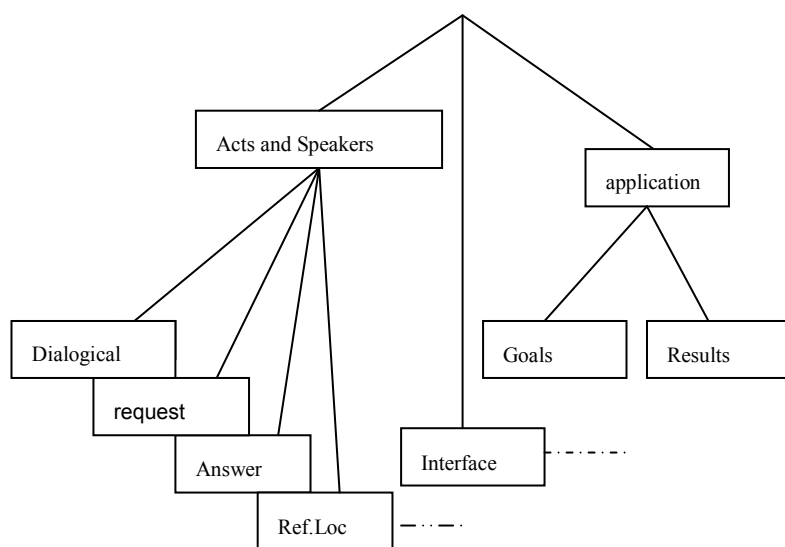 Acts and Speakers
application
Dialogical
Goals
Results
request
Answer
Interface
Ref.Loc